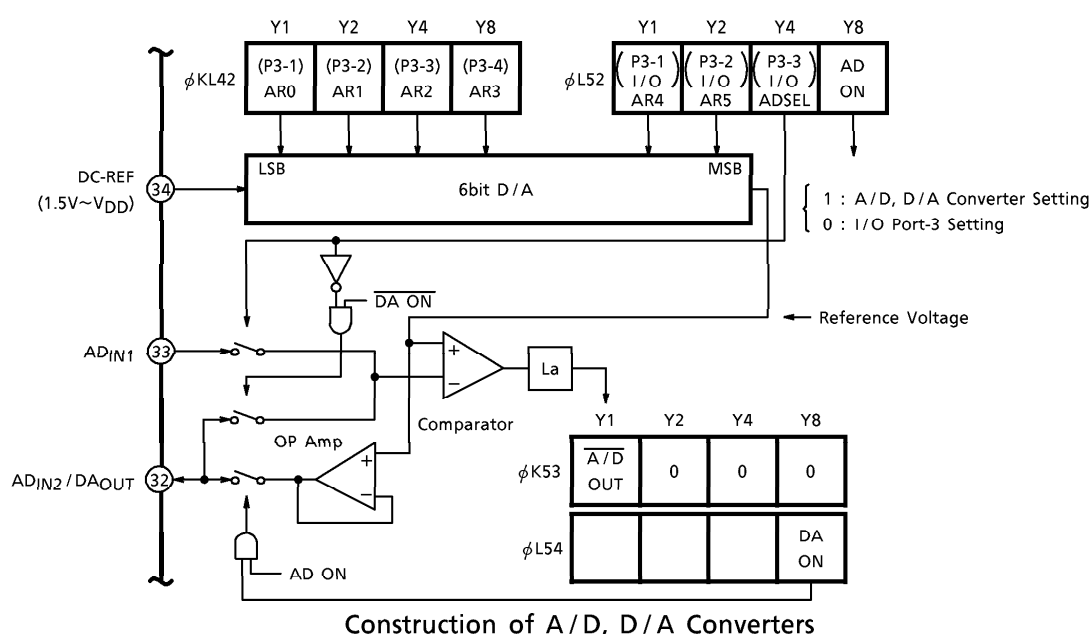 Y1 Y2 Y4 Y8 Y1 Y2 Y4 Y8
ϕKL42 (P3-1) AR0 (P3-2) AR1 (P3-3) AR2 (P3-4) AR3
ϕL52 (P3-1 I/O) AR4 (P3-2 I/O) AR5 (P3-3 I/O) ADSEL AD ON
LSB MSB
DC-REF 34 6bit D/A
(1.5V~VDD)
1 : A/D, D/A Converter Setting
0 : I/O Port-3 Setting
D̅A̅ ̅O̅N̅
Reference Voltage
ADIN1 33 + − La
Comparator
Y1 Y2 Y4 Y8
OP Amp
ADIN2/DAOUT 32 + −
ϕK53 A̅/̅D̅ OUT 0 0 0
ϕL54 DA ON
AD ON
Construction of A/D, D/A Converters